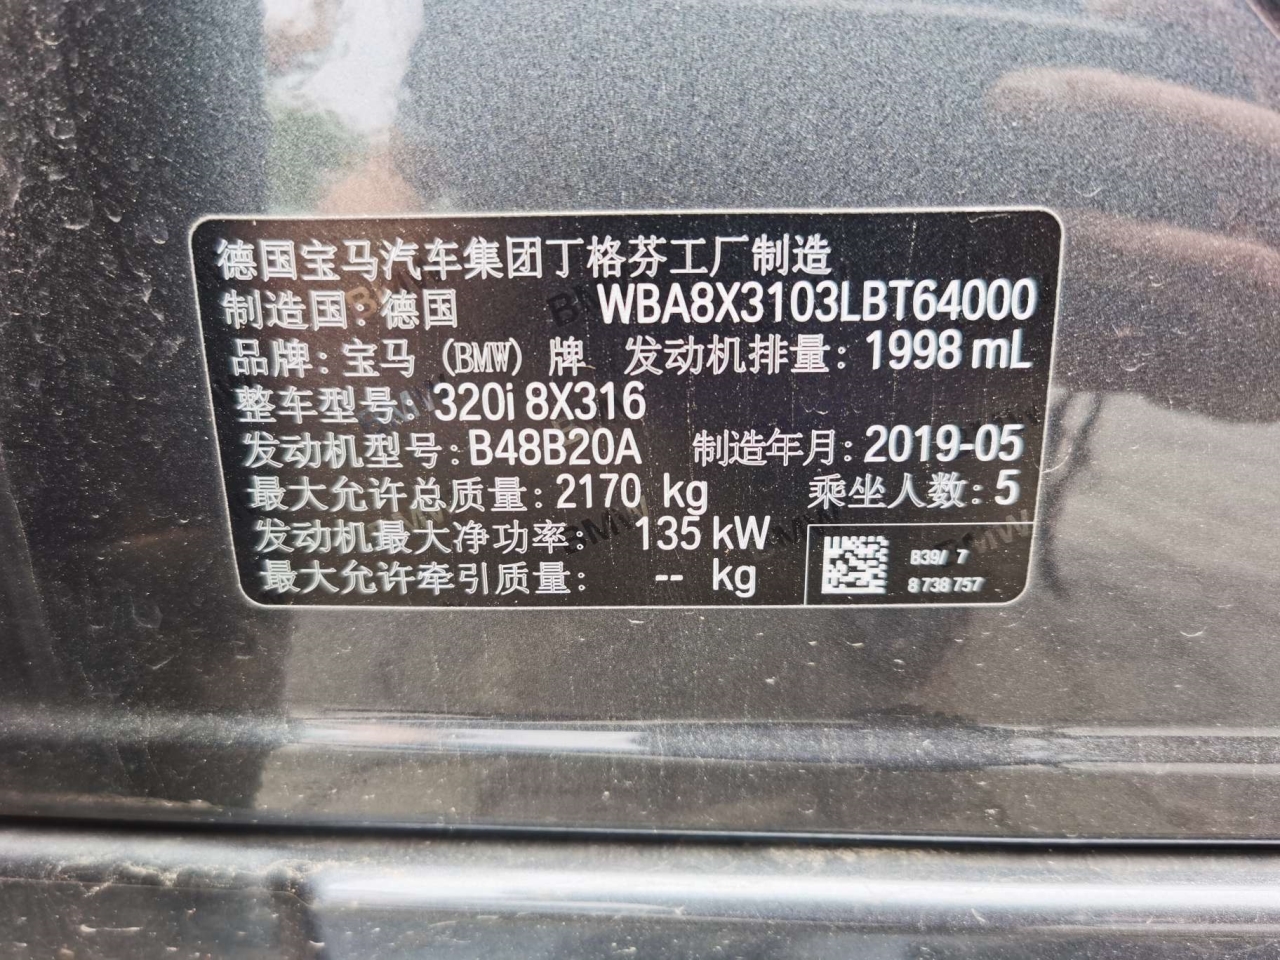 德国宝马汽车集团丁格芬工厂制造
制造国: 德国 WBA8X3103LBT64000
品牌: 宝马 (BMW) 牌 发动机排量: 1998 mL
整车型号: 320i 8X316
发动机型号: B48B20A 制造年月: 2019-05
最大允许总质量: 2170 kg 乘坐人数: 5
发动机最大净功率: 135 kW
最大允许牵引质量: -- kg
B39/ 7
8 738 757